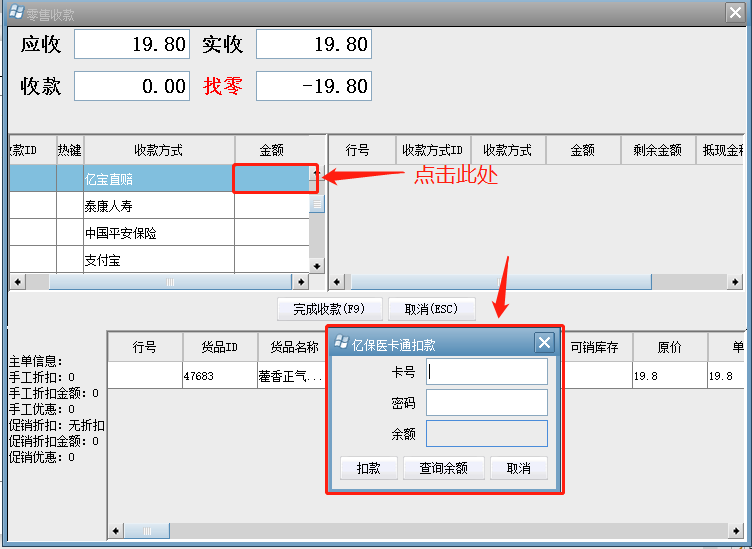 零售收款
应收 19.80 实收 19.80
收款 0.00 找零 -19.80
款ID 热键 收款方式 金额 行号 收款方式ID 收款方式 金额 剩余金额 抵现金
亿宝直赔 点击此处
泰康人寿
中国平安保险
支付宝
完成收款(F9) 取消(ESC)
行号 货品ID 货品名称 可销库存 原价 单
47683 藿香正气... 19.8 19.8
主单信息:
手工折扣: 0
手工折扣金额: 0
手工优惠: 0
促销折扣: 无折扣
促销折扣金额: 0
促销优惠: 0
亿保医卡通扣款
卡号
密码
余额
扣款 查询余额 取消